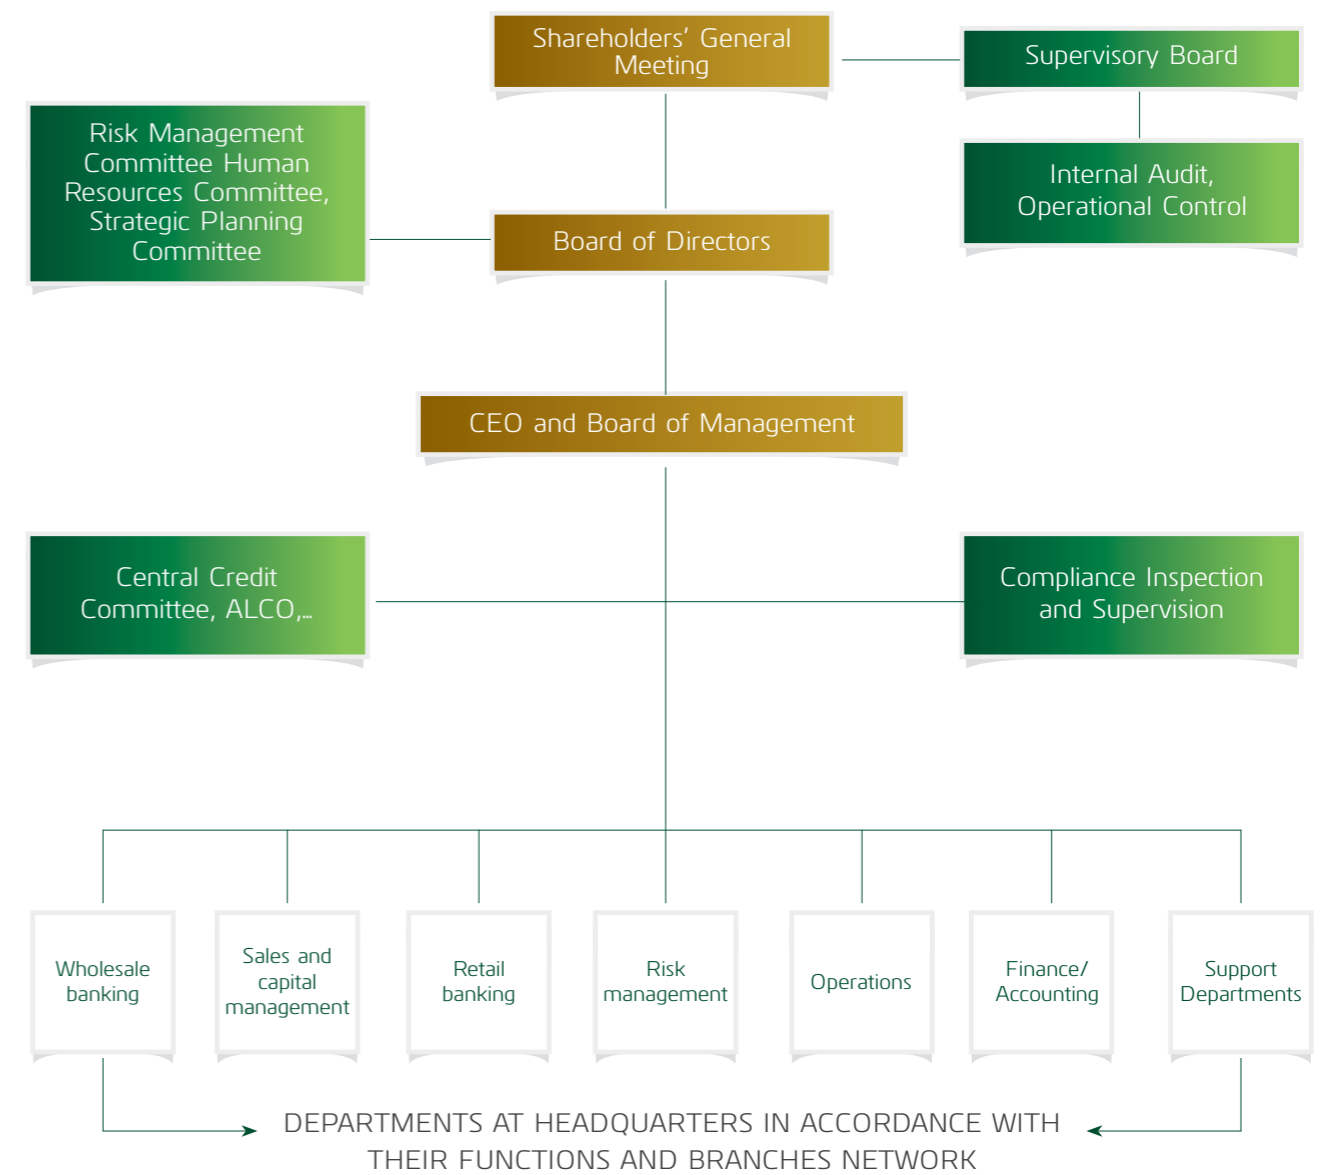 Shareholders' General
Meeting
Supervisory Board
Risk Management
Committee Human
Resources Committee,
Strategic Planning
Committee
Internal Audit,
Operational Control
Board of Directors
CEO and Board of Management
Central Credit
Committee, ALCO,...
Compliance Inspection
and Supervision
Wholesale
banking
Sales and
capital
management
Retail
banking
Risk
management
Operations
Finance/
Accounting
Support
Departments
DEPARTMENTS AT HEADQUARTERS IN ACCORDANCE WITH
THEIR FUNCTIONS AND BRANCHES NETWORK